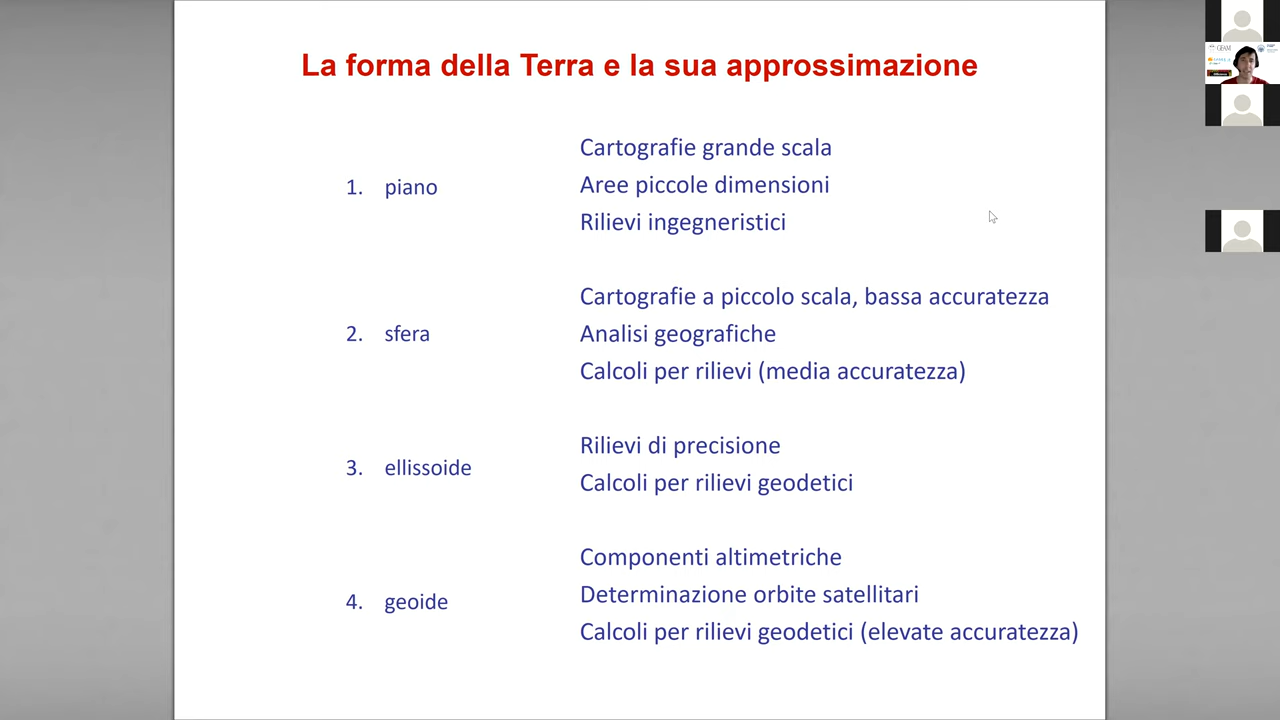 La forma della Terra e la sua approssimazione
1. piano
Cartografie grande scala
Aree piccole dimensioni
Rilievi ingegneristici
2. sfera
Cartografie a piccolo scala, bassa accuratezza
Analisi geografiche
Calcoli per rilievi (media accuratezza)
3. ellissoide
Rilievi di precisione
Calcoli per rilievi geodetici
4. geoide
Componenti altimetriche
Determinazione orbite satellitari
Calcoli per rilievi geodetici (elevate accuratezza)
GEAM